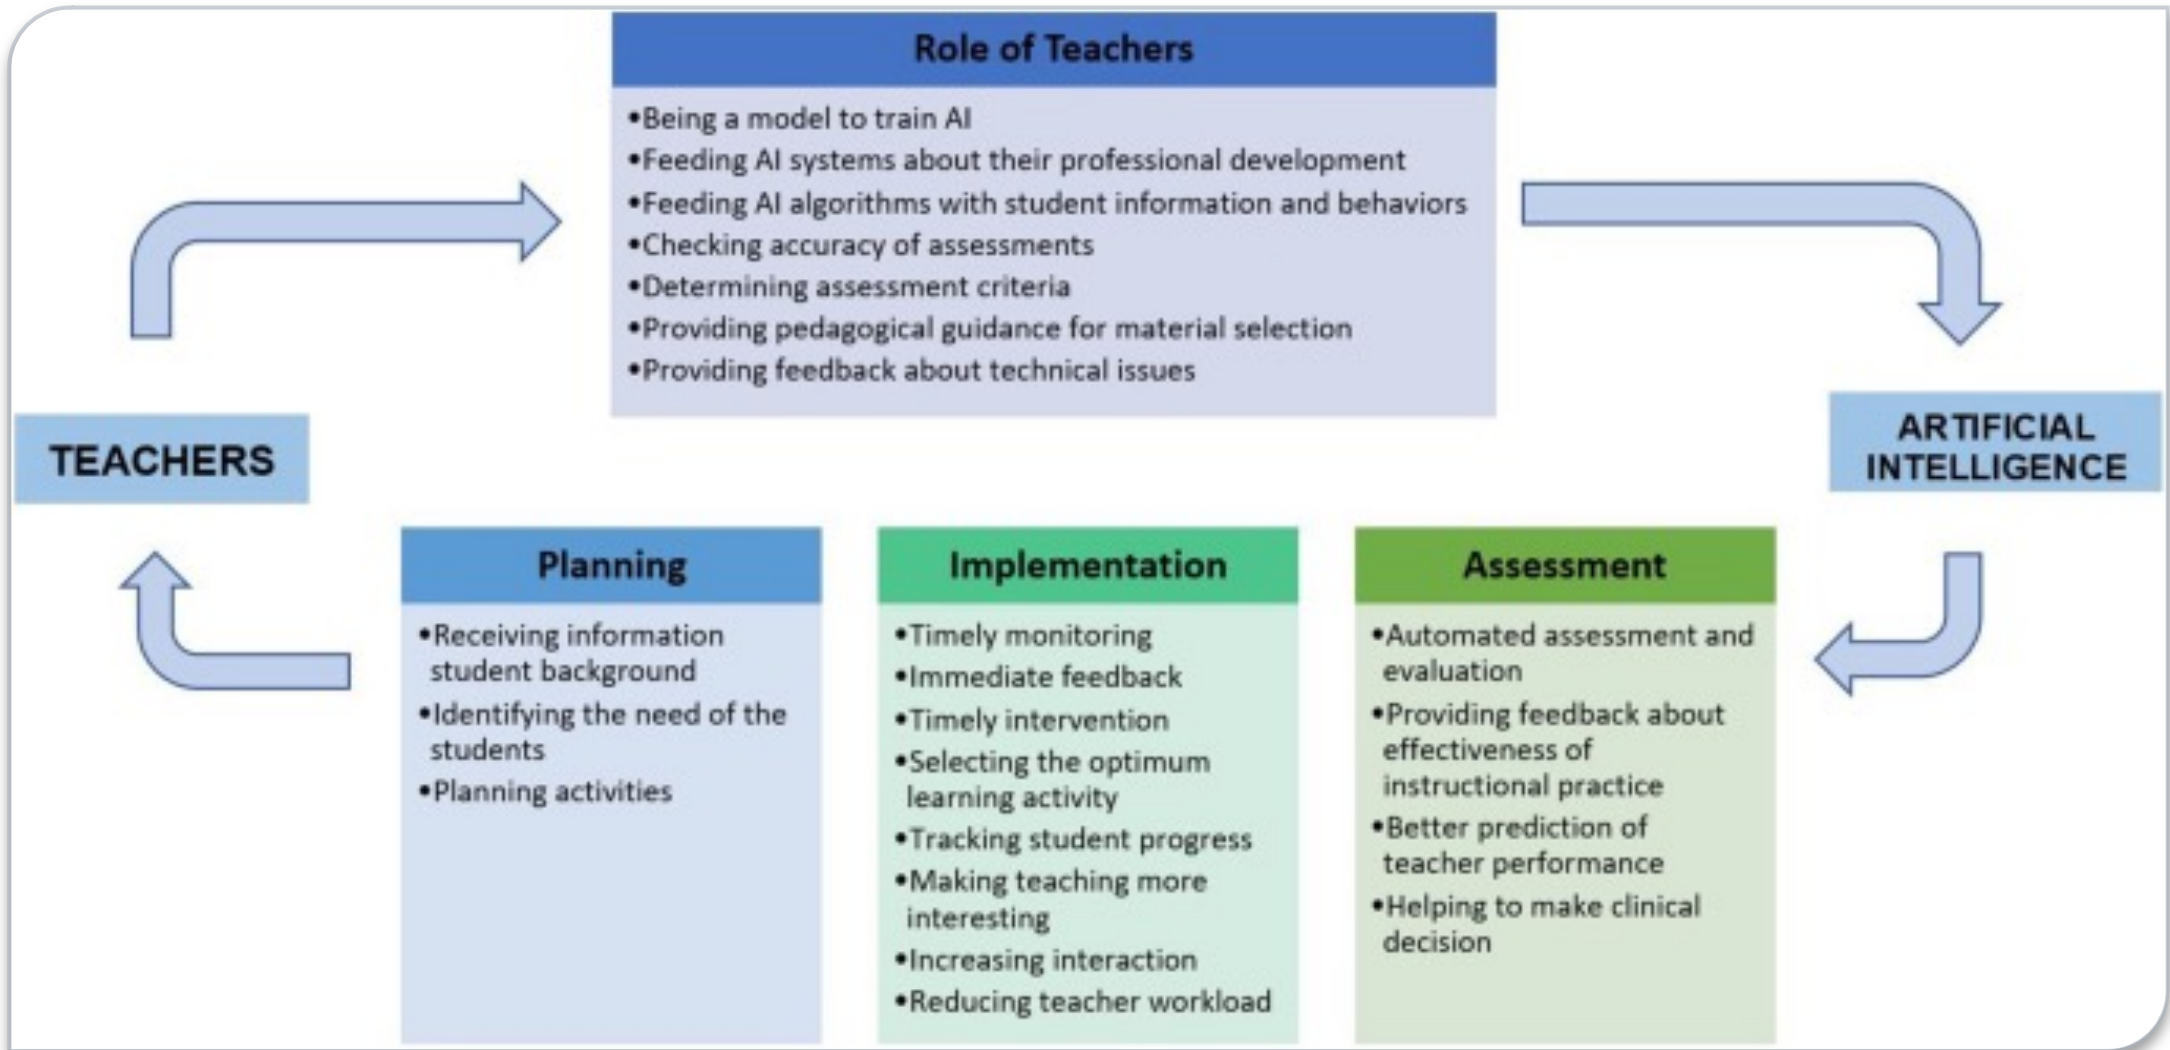 Role of Teachers
•Being a model to train AI
•Feeding AI systems about their professional development
•Feeding AI algorithms with student information and behaviors
•Checking accuracy of assessments
•Determining assessment criteria
•Providing pedagogical guidance for material selection
•Providing feedback about technical issues
TEACHERS
ARTIFICIAL
INTELLIGENCE
Planning
•Receiving information
student background
•Identifying the need of the
students
•Planning activities
Implementation
•Timely monitoring
•Immediate feedback
•Timely intervention
•Selecting the optimum
learning activity
•Tracking student progress
•Making teaching more
interesting
•Increasing interaction
•Reducing teacher workload
Assessment
•Automated assessment and
evaluation
•Providing feedback about
effectiveness of
instructional practice
•Better prediction of
teacher performance
•Helping to make clinical
decision